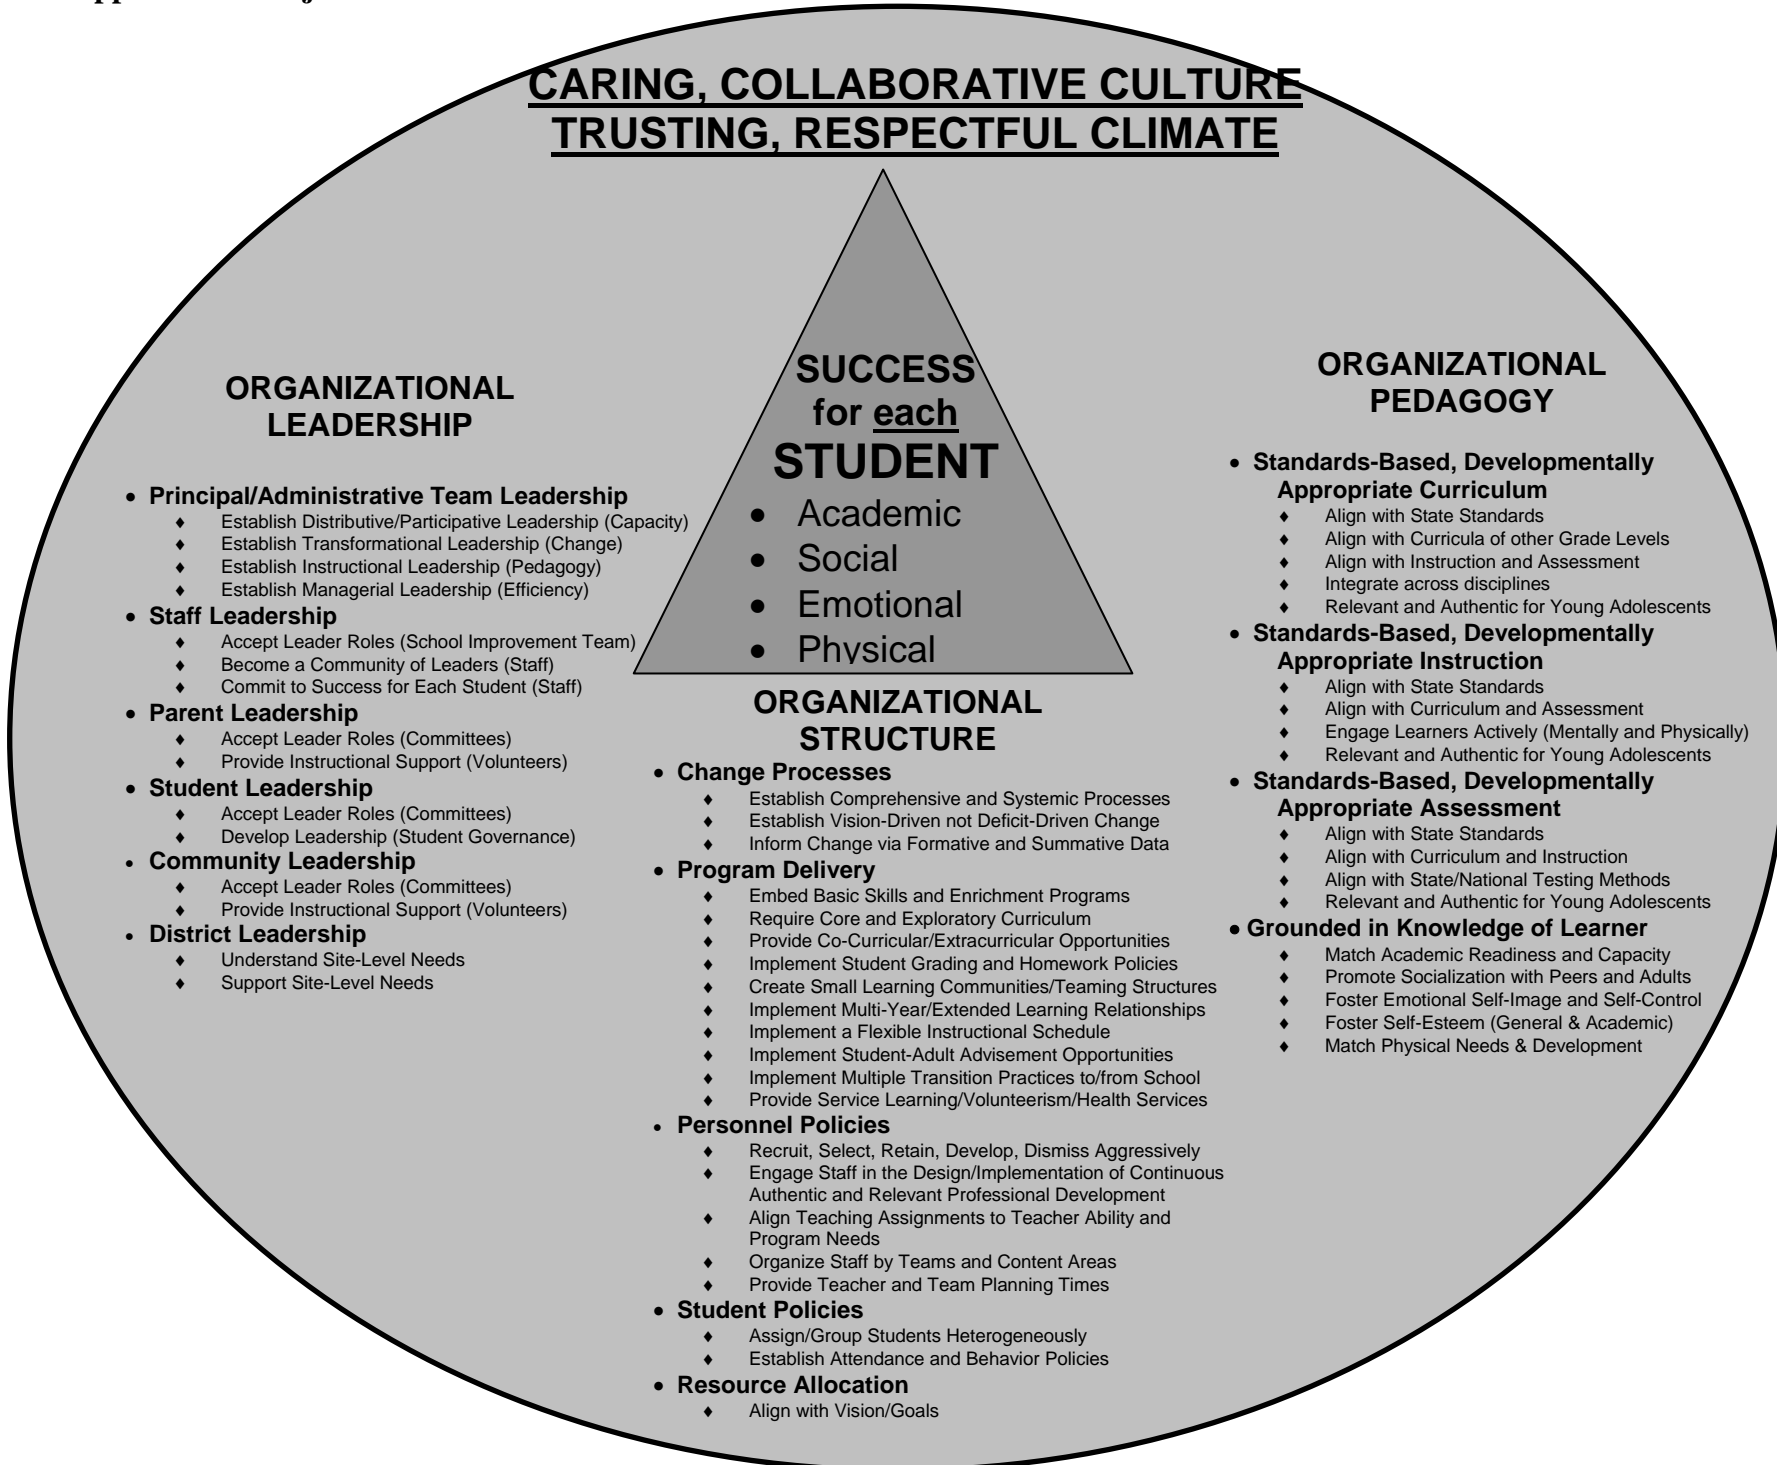 CARING, COLLABORATIVE CULTURE
TRUSTING, RESPECTFUL CLIMATE
SUCCESS
for each
STUDENT
• Academic
• Social
• Emotional
• Physical
ORGANIZATIONAL
LEADERSHIP
• Principal/Administrative Team Leadership
♦ Establish Distributive/Participative Leadership (Capacity)
♦ Establish Transformational Leadership (Change)
♦ Establish Instructional Leadership (Pedagogy)
♦ Establish Managerial Leadership (Efficiency)
• Staff Leadership
♦ Accept Leader Roles (School Improvement Team)
♦ Become a Community of Leaders (Staff)
♦ Commit to Success for Each Student (Staff)
• Parent Leadership
♦ Accept Leader Roles (Committees)
♦ Provide Instructional Support (Volunteers)
• Student Leadership
♦ Accept Leader Roles (Committees)
♦ Develop Leadership (Student Governance)
• Community Leadership
♦ Accept Leader Roles (Committees)
♦ Provide Instructional Support (Volunteers)
• District Leadership
♦ Understand Site-Level Needs
♦ Support Site-Level Needs
ORGANIZATIONAL
STRUCTURE
• Change Processes
♦ Establish Comprehensive and Systemic Processes
♦ Establish Vision-Driven not Deficit-Driven Change
♦ Inform Change via Formative and Summative Data
• Program Delivery
♦ Embed Basic Skills and Enrichment Programs
♦ Require Core and Exploratory Curriculum
♦ Provide Co-Curricular/Extracurricular Opportunities
♦ Implement Student Grading and Homework Policies
♦ Create Small Learning Communities/Teaming Structures
♦ Implement Multi-Year/Extended Learning Relationships
♦ Implement a Flexible Instructional Schedule
♦ Implement Student-Adult Advisement Opportunities
♦ Implement Multiple Transition Practices to/from School
♦ Provide Service Learning/Volunteerism/Health Services
• Personnel Policies
♦ Recruit, Select, Retain, Develop, Dismiss Aggressively
♦ Engage Staff in the Design/Implementation of Continuous
Authentic and Relevant Professional Development
♦ Align Teaching Assignments to Teacher Ability and
Program Needs
♦ Organize Staff by Teams and Content Areas
♦ Provide Teacher and Team Planning Times
• Student Policies
♦ Assign/Group Students Heterogeneously
♦ Establish Attendance and Behavior Policies
• Resource Allocation
♦ Align with Vision/Goals
ORGANIZATIONAL
PEDAGOGY
• Standards-Based, Developmentally
Appropriate Curriculum
♦ Align with State Standards
♦ Align with Curricula of other Grade Levels
♦ Align with Instruction and Assessment
♦ Integrate across disciplines
♦ Relevant and Authentic for Young Adolescents
• Standards-Based, Developmentally
Appropriate Instruction
♦ Align with State Standards
♦ Align with Curriculum and Assessment
♦ Engage Learners Actively (Mentally and Physically)
♦ Relevant and Authentic for Young Adolescents
• Standards-Based, Developmentally
Appropriate Assessment
♦ Align with State Standards
♦ Align with Curriculum and Instruction
♦ Align with State/National Testing Methods
♦ Relevant and Authentic for Young Adolescents
• Grounded in Knowledge of Learner
♦ Match Academic Readiness and Capacity
♦ Promote Socialization with Peers and Adults
♦ Foster Emotional Self-Image and Self-Control
♦ Foster Self-Esteem (General & Academic)
♦ Match Physical Needs & Development